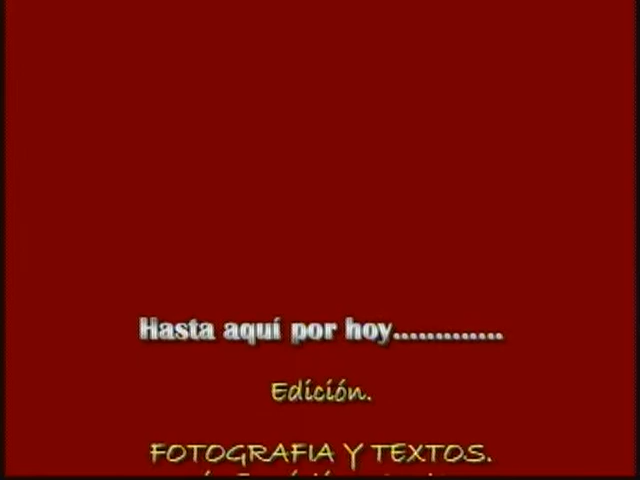 Hasta aquí por hoy.............
Edición.
FOTOGRAFIA Y TEXTOS.